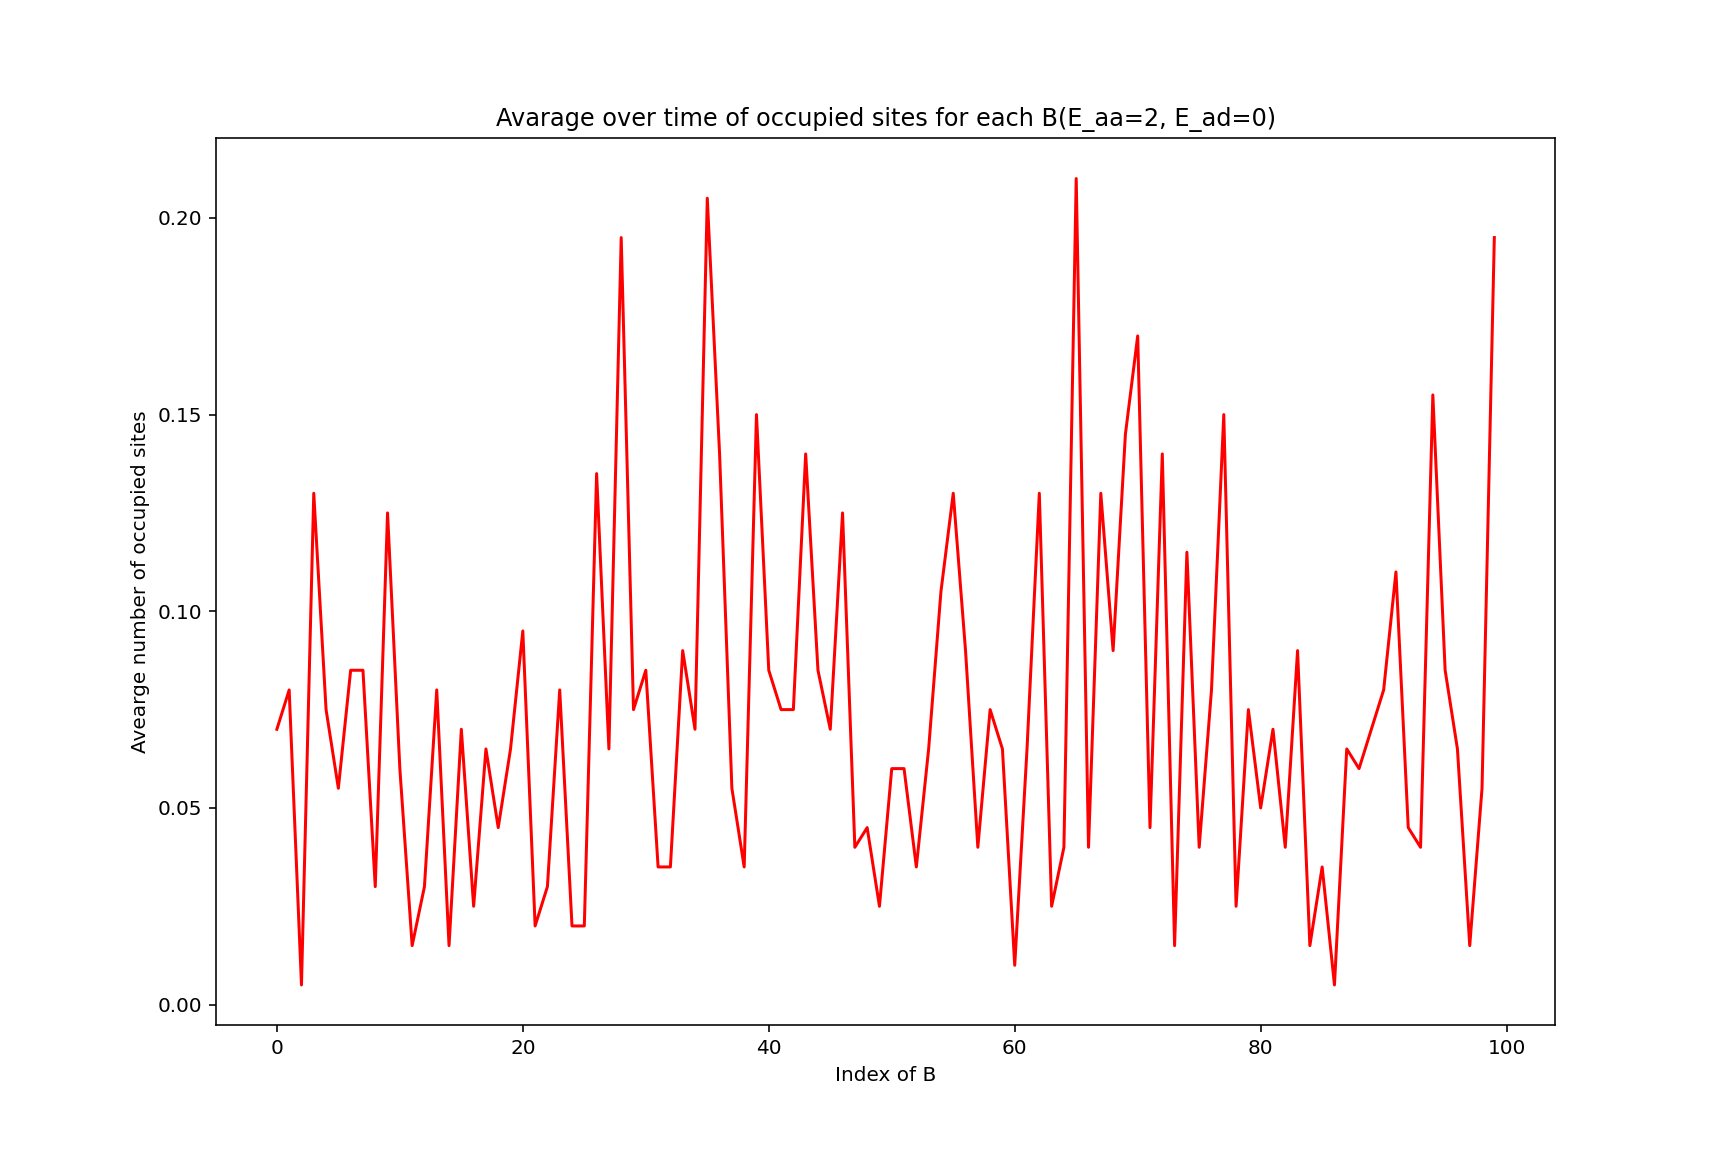 Avarage over time of occupied sites for each B(E_aa=2, E_ad=0)
Avearge number of occupied sites
0.20
0.15
0.10
0.05
0.00
0 20 40 60 80 100
Index of B